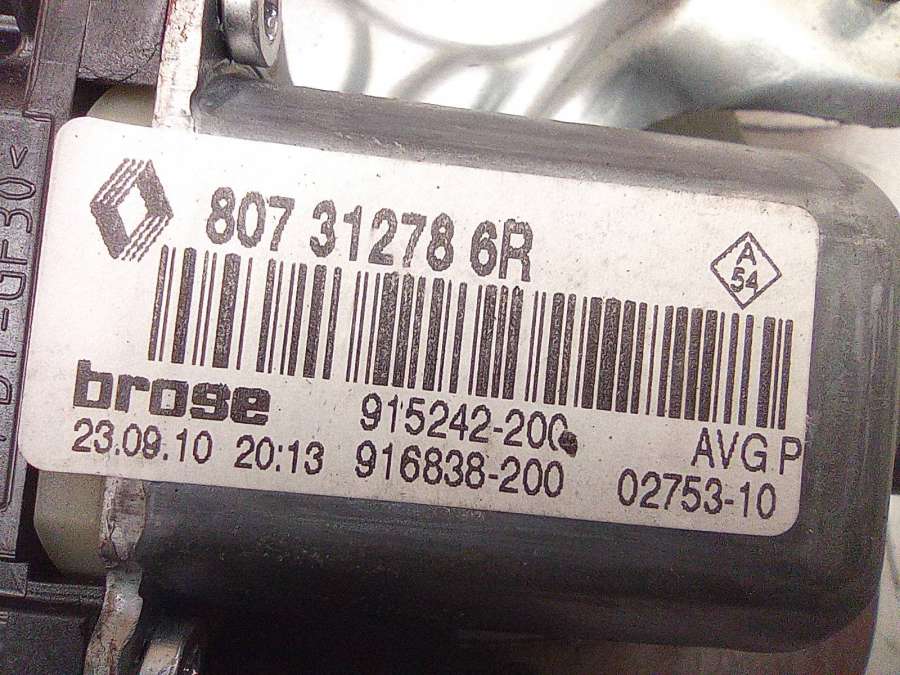 807 31278 6R
A
54
brose
915242-200
AVG P
23.09.10 20:13
916838-200
02753-10